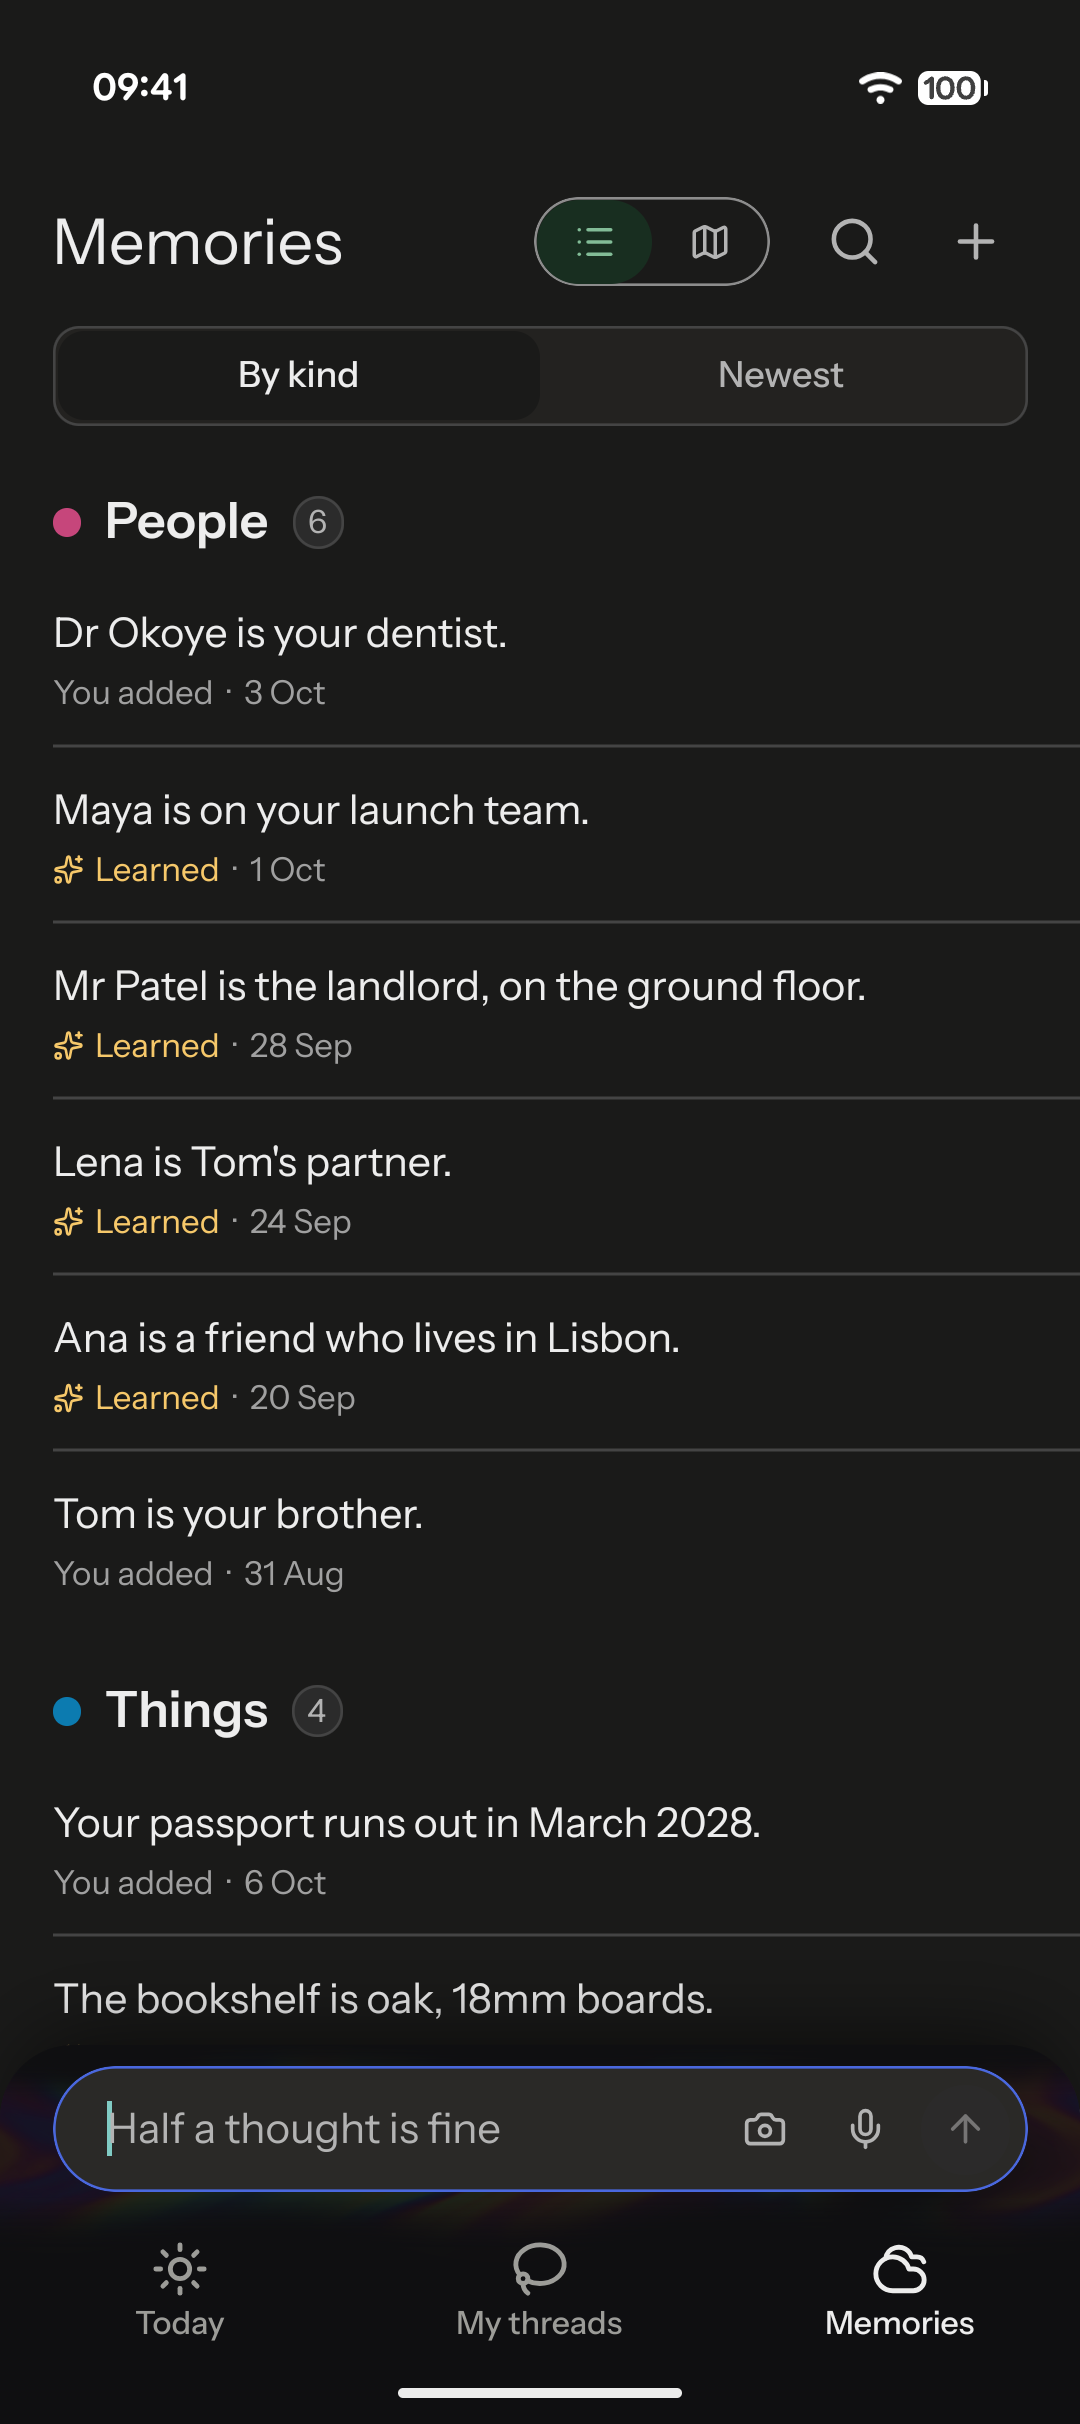 09:41
100
Memories
By kind
Newest
People 6
Dr Okoye is your dentist.
You added · 3 Oct
Maya is on your launch team.
Learned · 1 Oct
Mr Patel is the landlord, on the ground floor.
Learned · 28 Sep
Lena is Tom's partner.
Learned · 24 Sep
Ana is a friend who lives in Lisbon.
Learned · 20 Sep
Tom is your brother.
You added · 31 Aug
Things 4
Your passport runs out in March 2028.
You added · 6 Oct
The bookshelf is oak, 18mm boards.
Half a thought is fine
Today
My threads
Memories